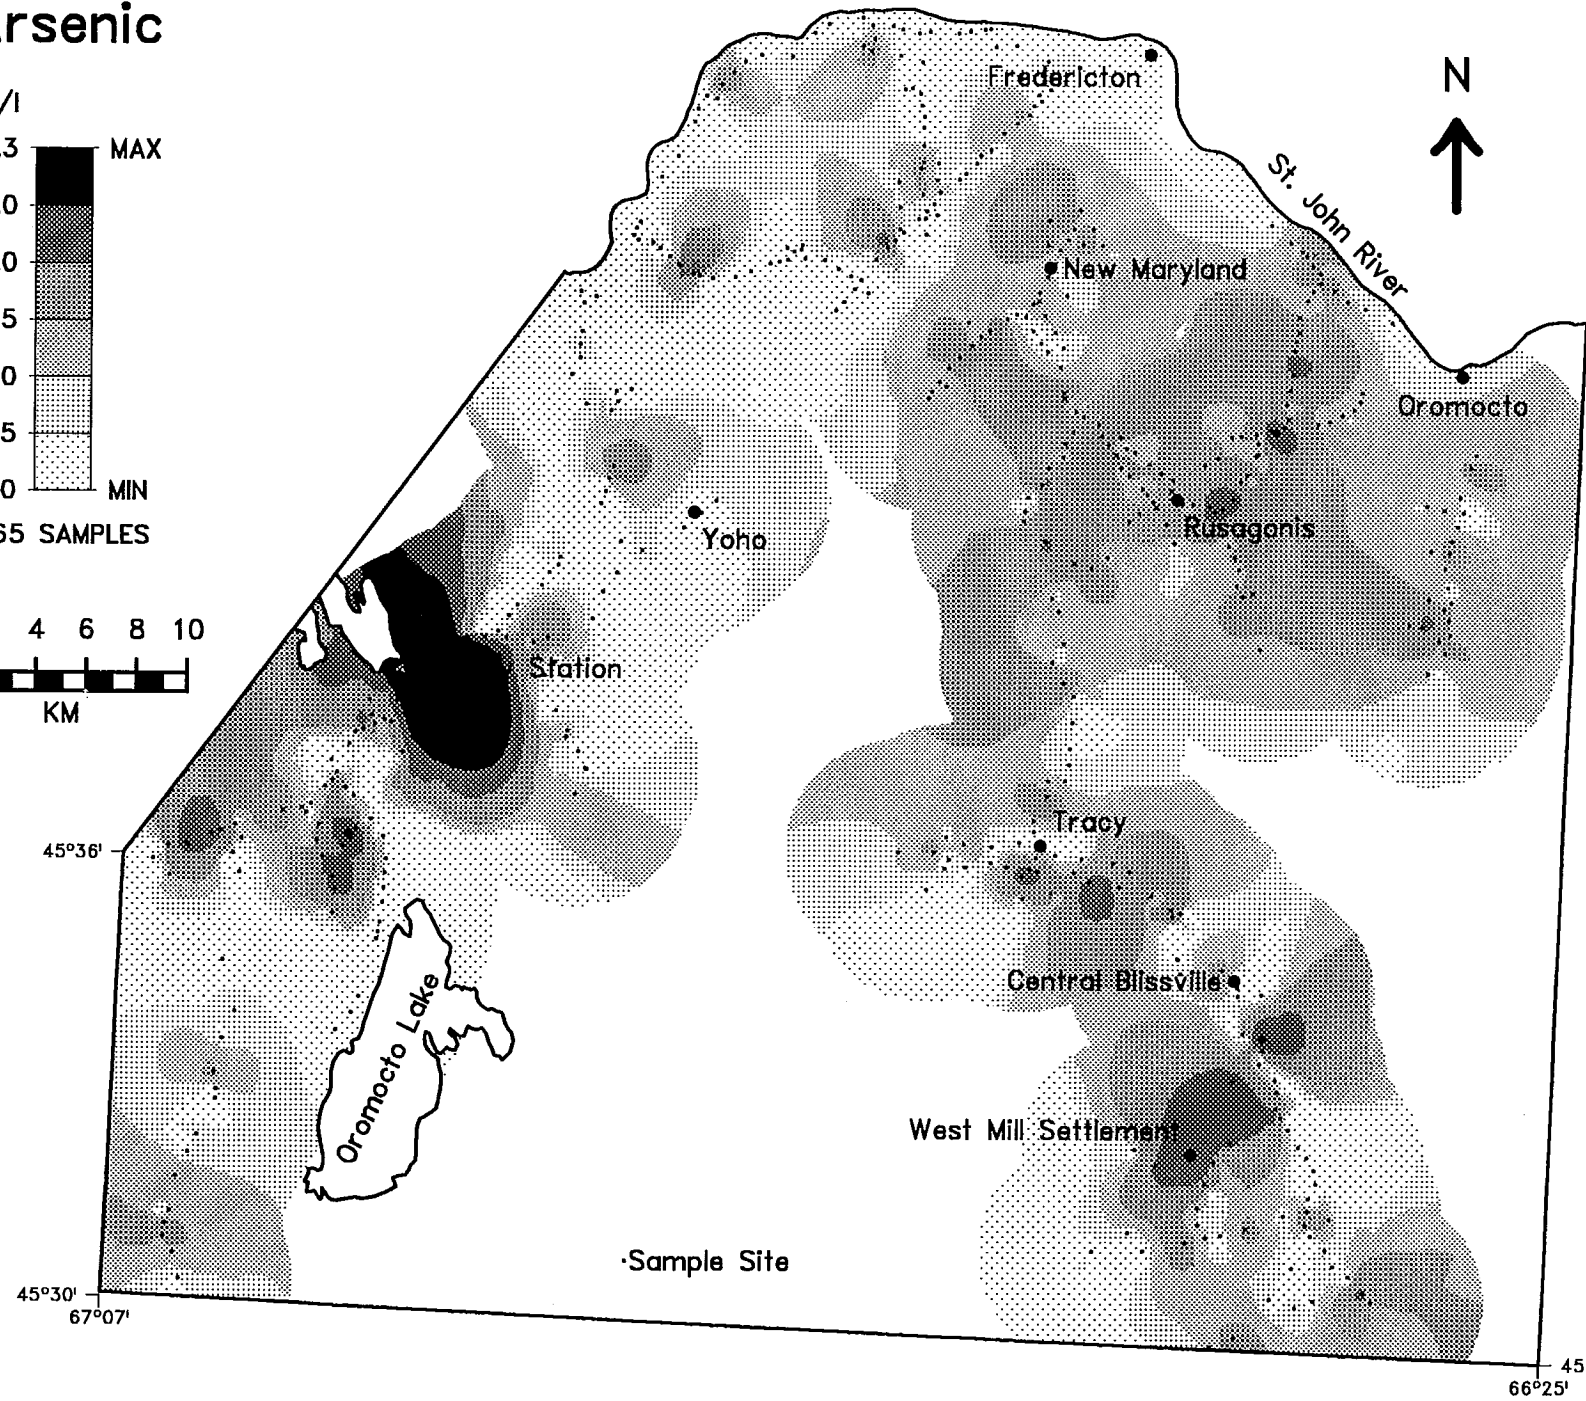 rsenic
/l
3 MAX
0
0
5
0
5
0 MIN
65 SAMPLES
4 6 8 10
KM
N
Fredericton
St. John River
New Maryland
Oromocto
Rusagonis
Yoho
Station
Tracy
45°36'
Central Blissville
Oromocto Lake
West Mill Settlement
·Sample Site
45°30'
67°07'
45
66°25'